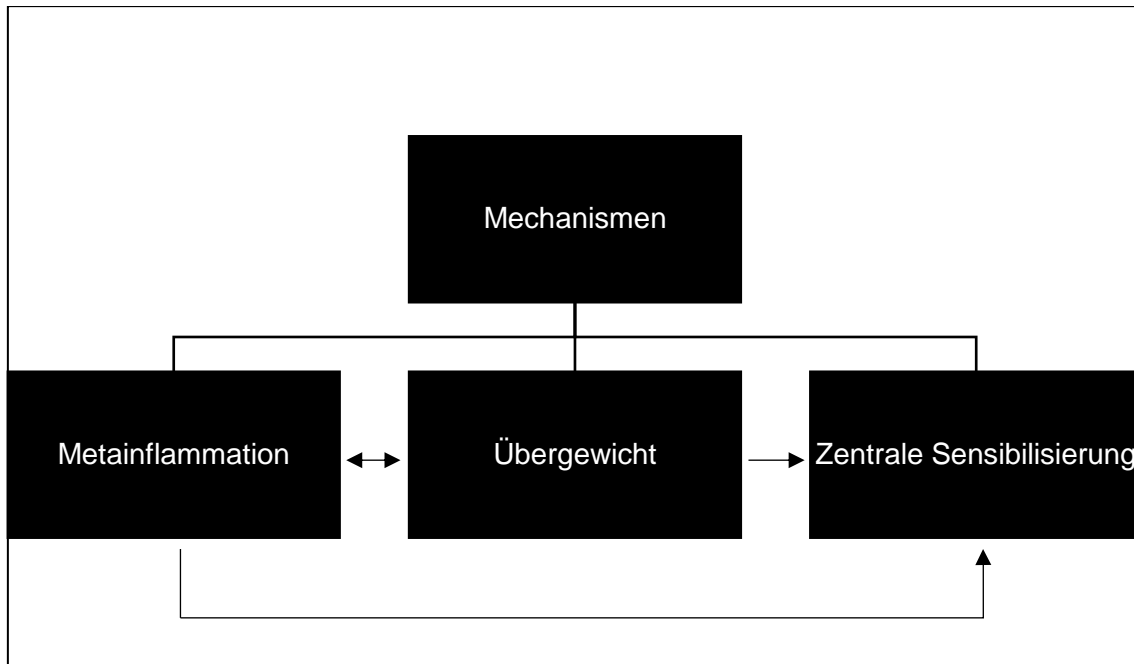 Mechanismen
Metainflammation
Übergewicht
Zentrale Sensibilisierung